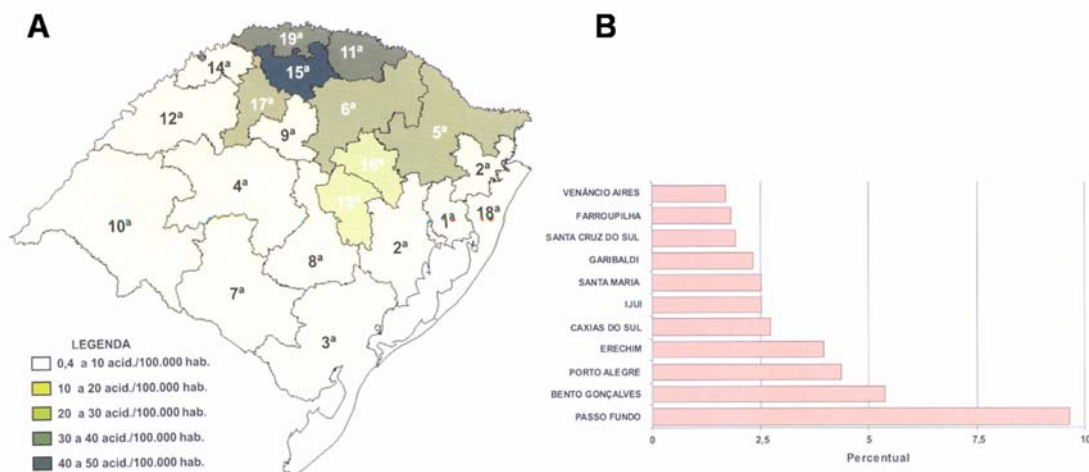 A
19ª
11ª
14ª
15ª
17ª
12ª
6ª
9ª
5ª
16ª
2ª
4ª
13ª
10ª
1ª
18ª
2ª
8ª
7ª
3ª
LEGENDA
0,4 a 10 acid./100.000 hab.
10 a 20 acid./100.000 hab.
20 a 30 acid./100.000 hab.
30 a 40 acid./100.000 hab.
40 a 50 acid./100.000 hab.
B
VENÂNCIO AIRES
FARROUPILHA
SANTA CRUZ DO SUL
GARIBALDI
SANTA MARIA
IJUI
CAXIAS DO SUL
ERECHIM
PORTO ALEGRE
BENTO GONÇALVES
PASSO FUNDO
0 2,5 5 7,5 10
Percentual